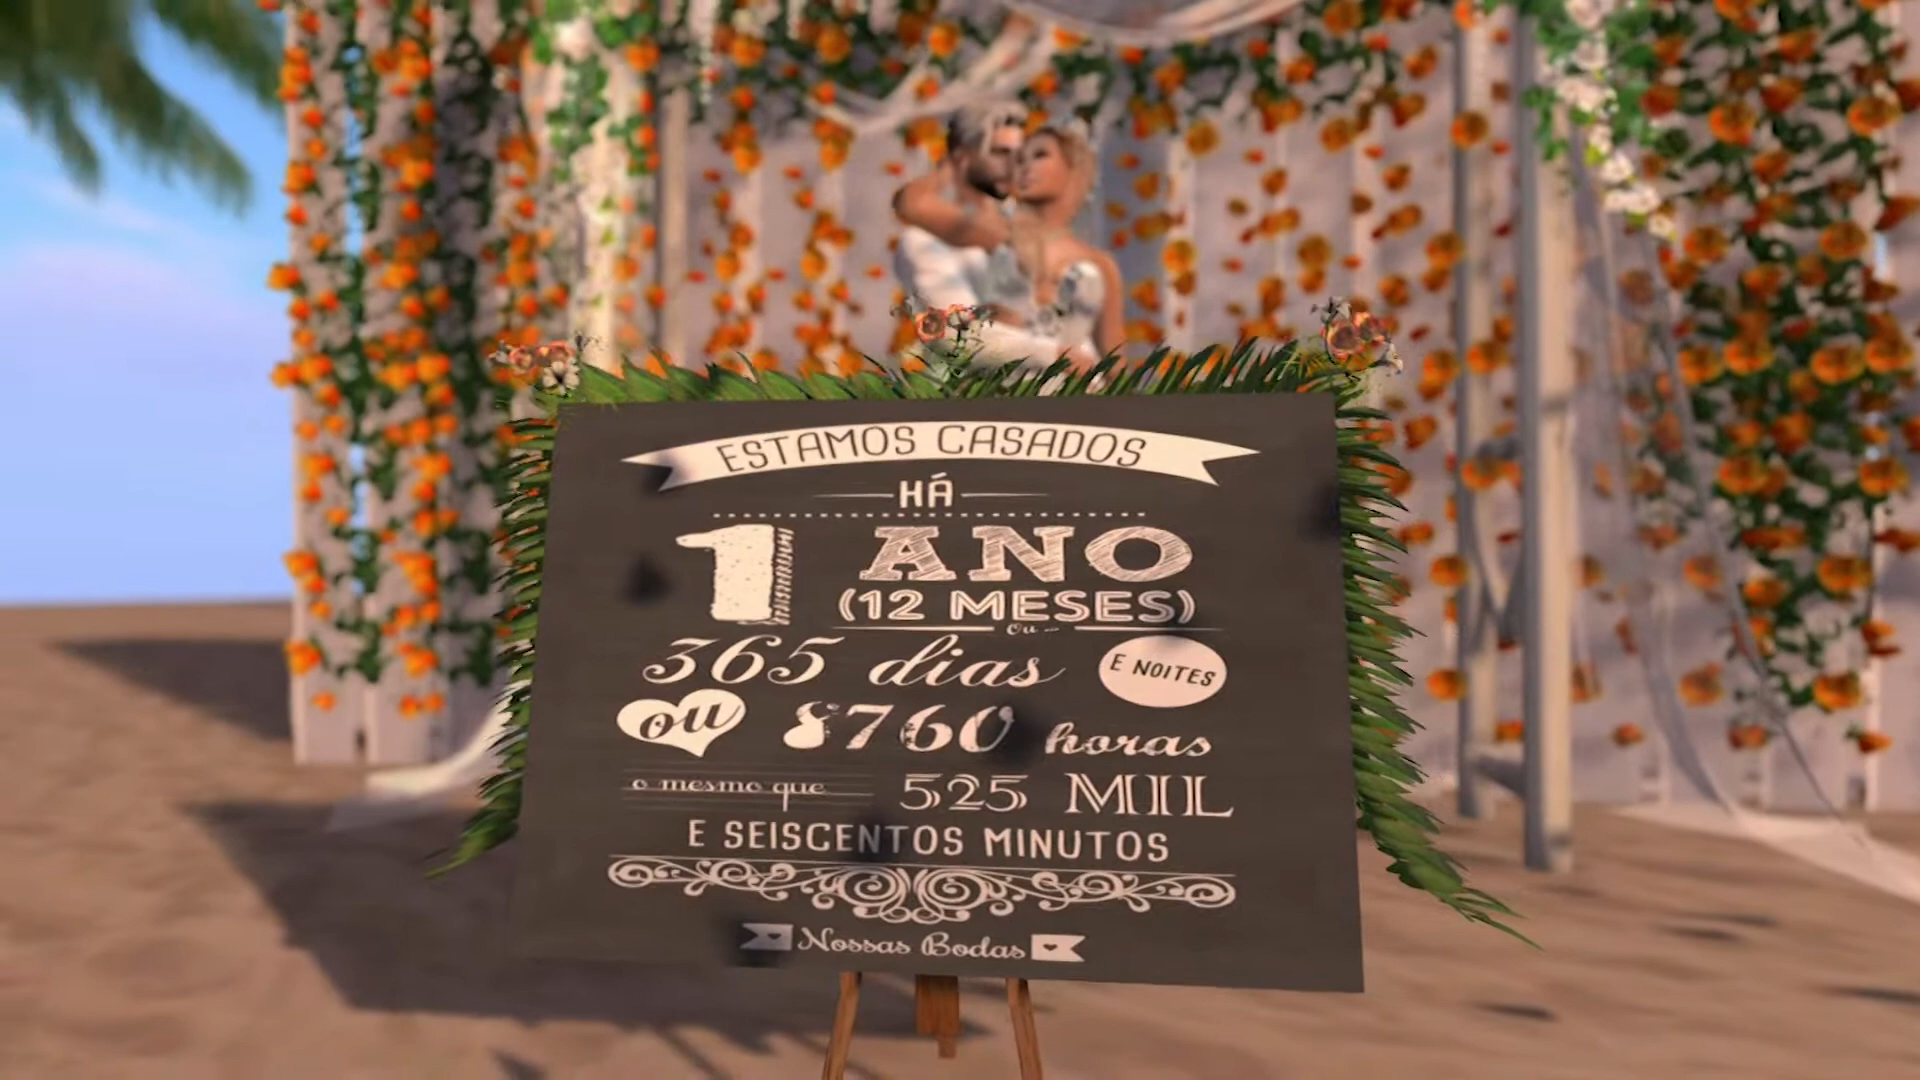 ESTAMOS CASADOS
HÁ
1 ANO
(12 MESES)
Ou
365 dias E NOITES
ou 8760 horas
o mesmo que 525 MIL
E SEISCENTOS MINUTOS
Nossas Bodas